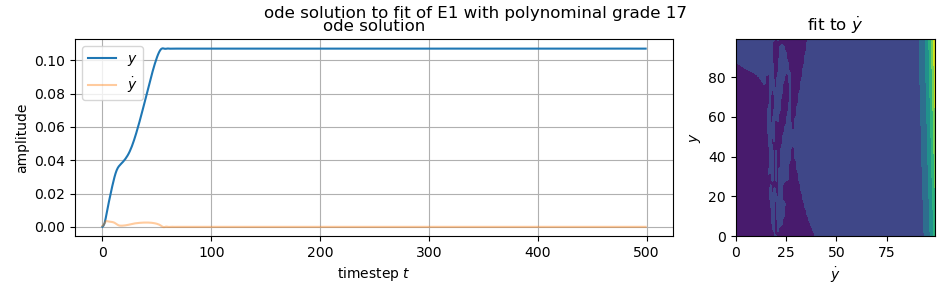 ode solution to fit of E1 with polynominal grade 17
ode solution
fit to ẏ
y
ẏ
0.10
0.08
0.06
0.04
0.02
0.00
amplitude
0
100
200
300
400
500
timestep t
80
60
40
20
0
y
0
25
50
75
ẏ